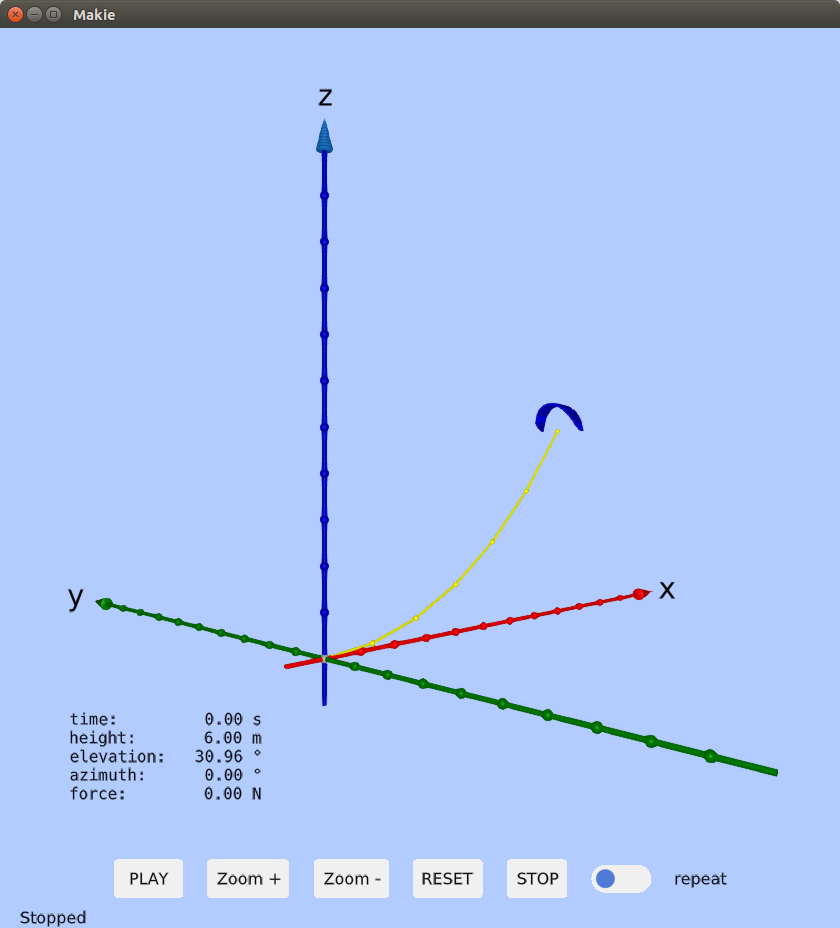 Makie
z
y
x
time: 0.00 s
height: 6.00 m
elevation: 30.96 °
azimuth: 0.00 °
force: 0.00 N
PLAY Zoom + Zoom - RESET STOP repeat
Stopped